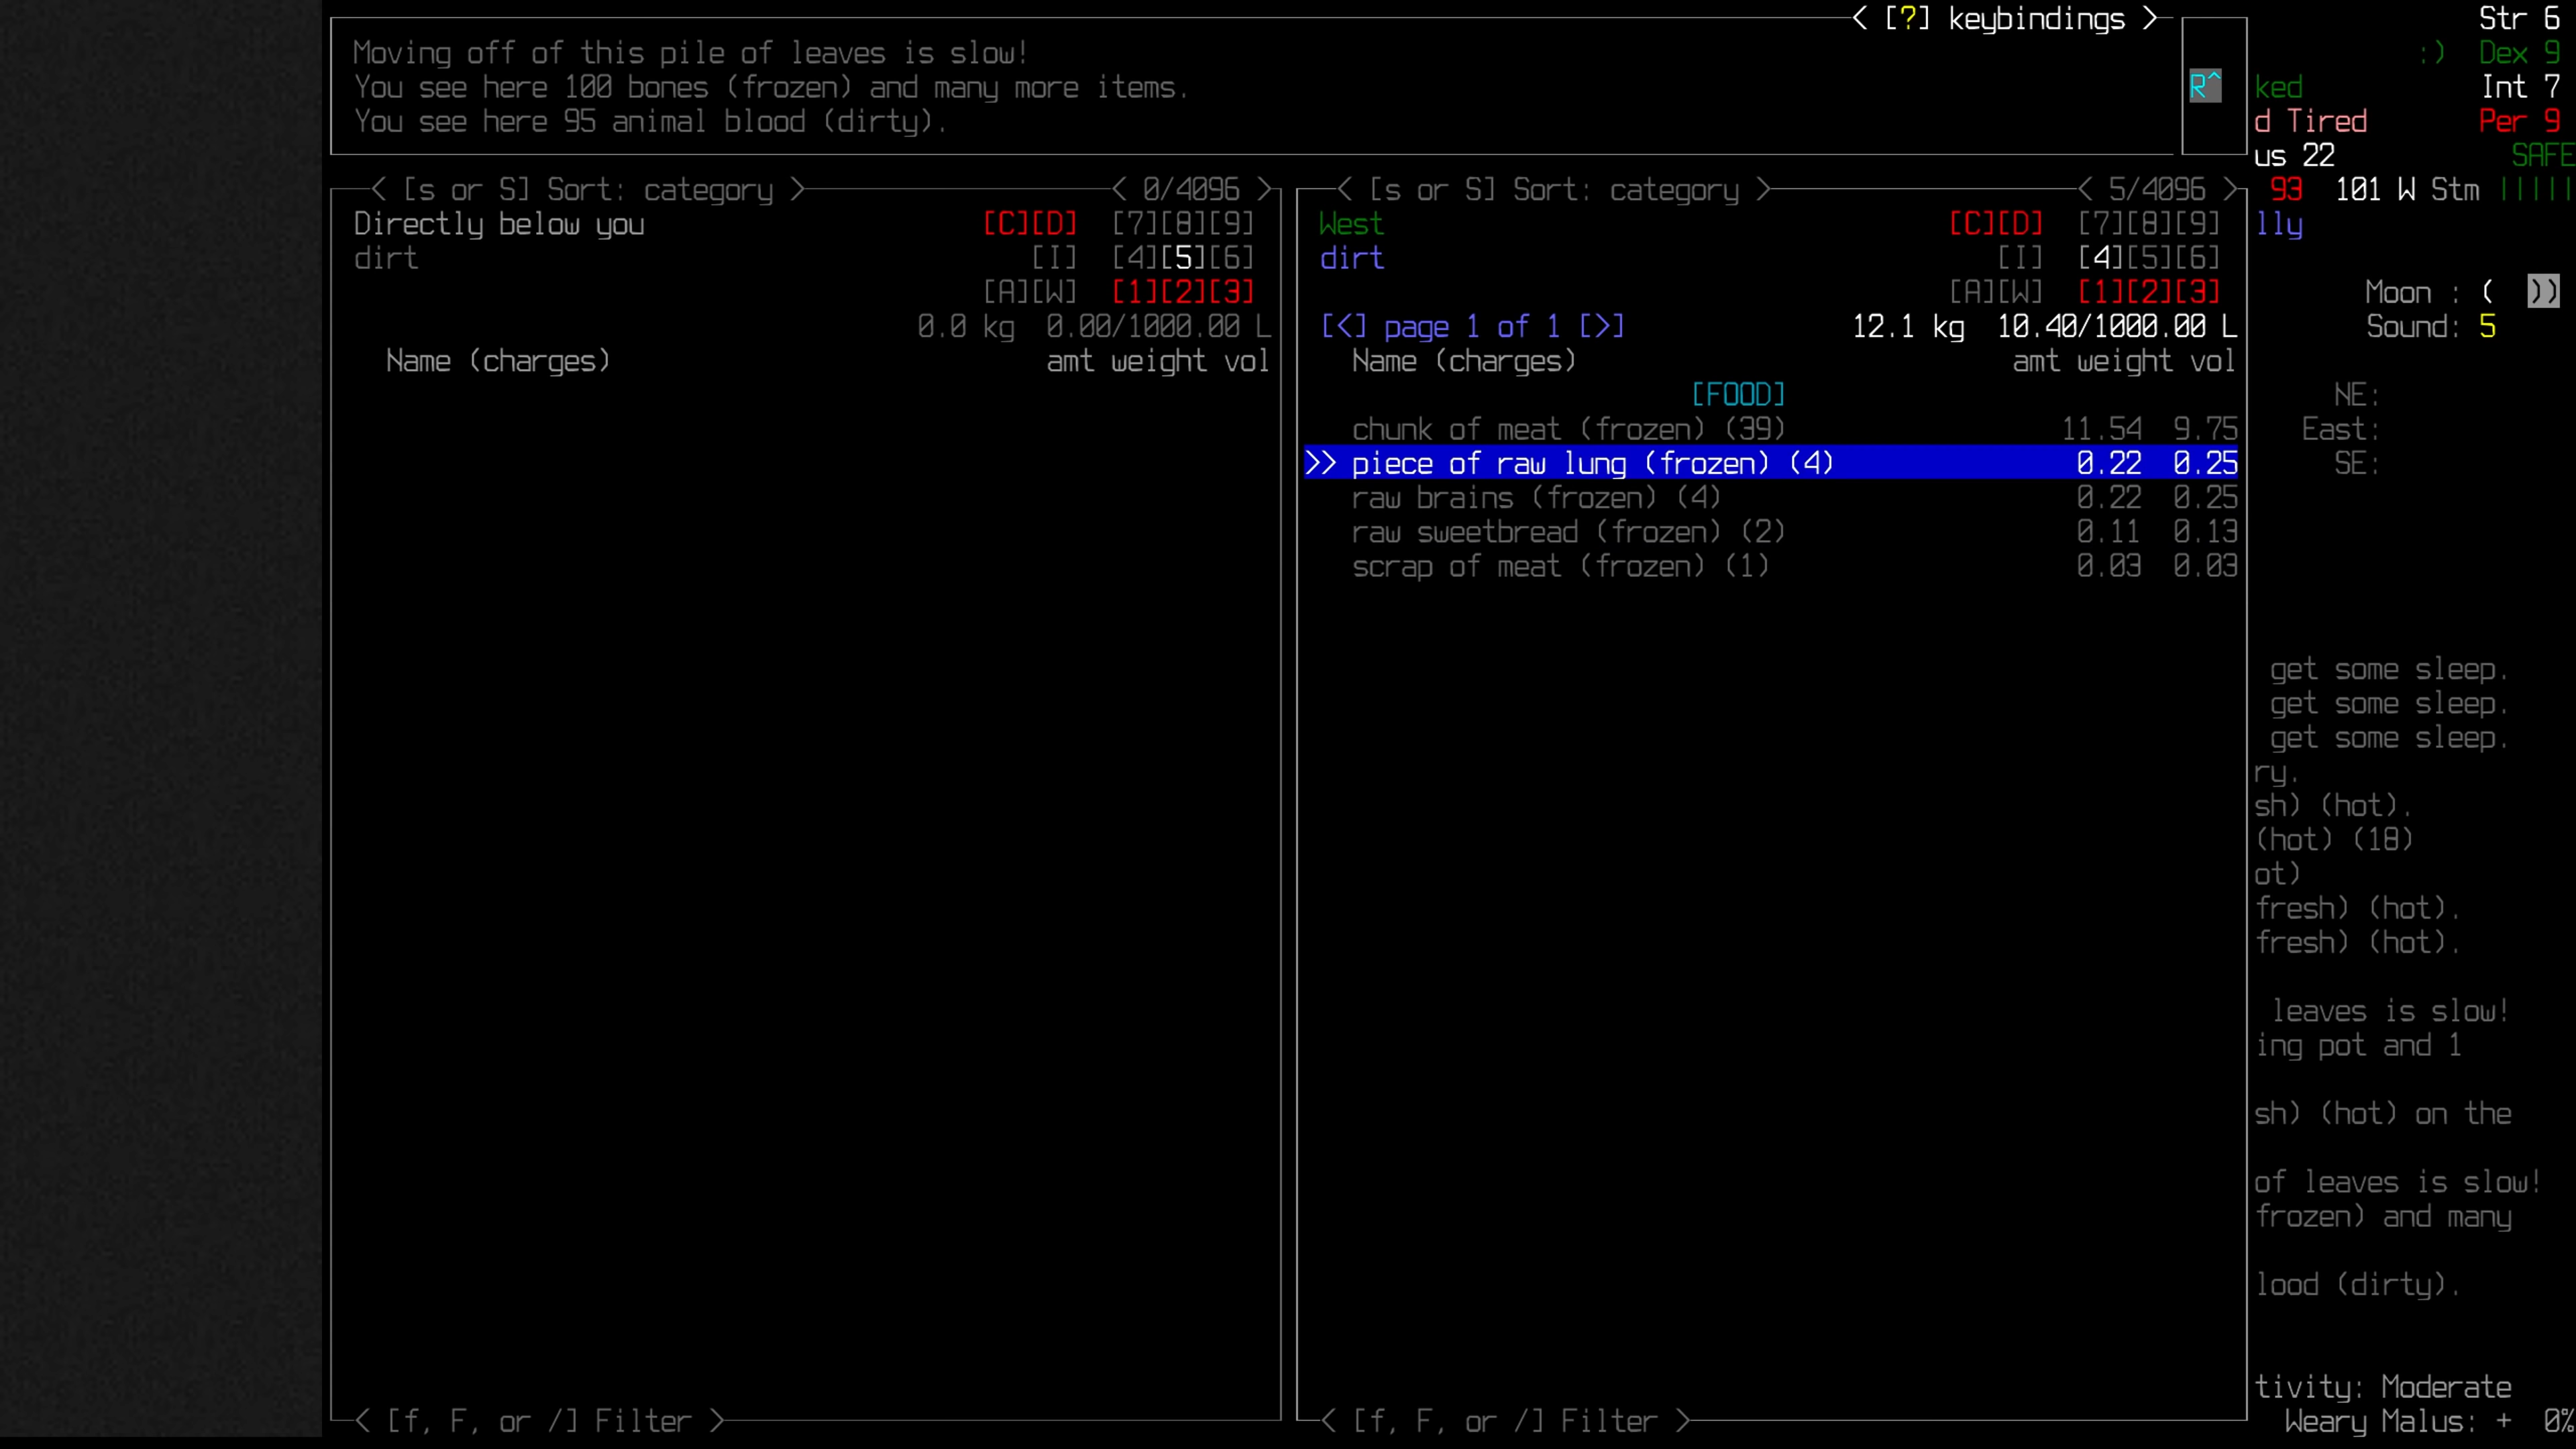 < [?] keybindings >
Moving off of this pile of leaves is slow!
You see here 100 bones (frozen) and many more items.
You see here 95 animal blood (dirty).
R^
Str 6
:) Dex 9
ked Int 7
d Tired Per 9
us 22 SAFE
93 101 W Stm |||||
lly
Moon : ( ))
Sound: 5
NE:
East:
SE:
< [s or S] Sort: category > < 0/4096 >
Directly below you [C][D] [7][8][9]
dirt [I] [4][5][6]
[A][W] [1][2][3]
0.0 kg 0.00/1000.00 L
Name (charges) amt weight vol
< [f, F, or /] Filter >
< [s or S] Sort: category > < 5/4096 >
West [C][D] [7][8][9]
dirt [I] [4][5][6]
[A][W] [1][2][3]
[<] page 1 of 1 [>] 12.1 kg 10.40/1000.00 L
Name (charges) amt weight vol
[FOOD]
chunk of meat (frozen) (39) 11.54 9.75
>> piece of raw lung (frozen) (4) 0.22 0.25
raw brains (frozen) (4) 0.22 0.25
raw sweetbread (frozen) (2) 0.11 0.13
scrap of meat (frozen) (1) 0.03 0.03
< [f, F, or /] Filter >
get some sleep.
get some sleep.
get some sleep.
ry.
sh) (hot).
(hot) (18)
ot)
fresh) (hot).
fresh) (hot).
leaves is slow!
ing pot and 1
sh) (hot) on the
of leaves is slow!
frozen) and many
lood (dirty).
tivity: Moderate
Weary Malus: + 0%